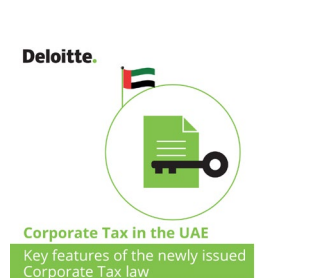 Deloitte.
Corporate Tax in the UAE
Key features of the newly issued
Corporate Tax law